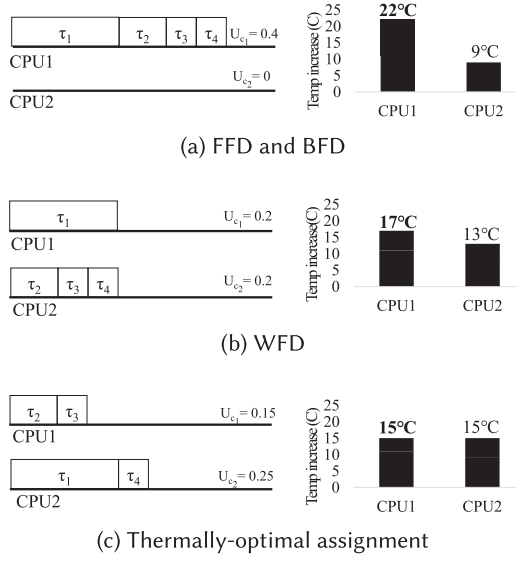 τ1 τ2 τ3 τ4 Uc1= 0.4
CPU1
Uc2= 0
CPU2
Temp increase (C)
25
20
15
10
5
0
22°C
9°C
CPU1 CPU2
(a) FFD and BFD
τ1 Uc1= 0.2
CPU1
τ2 τ3 τ4 Uc2= 0.2
CPU2
Temp increase(C)
25
20
15
10
5
0
17°C
13°C
CPU1 CPU2
(b) WFD
τ2 τ3 Uc1= 0.15
CPU1
τ1 τ4 Uc2= 0.25
CPU2
Temp increase (C)
25
20
15
10
5
0
15°C 15°C
CPU1 CPU2
(c) Thermally-optimal assignment